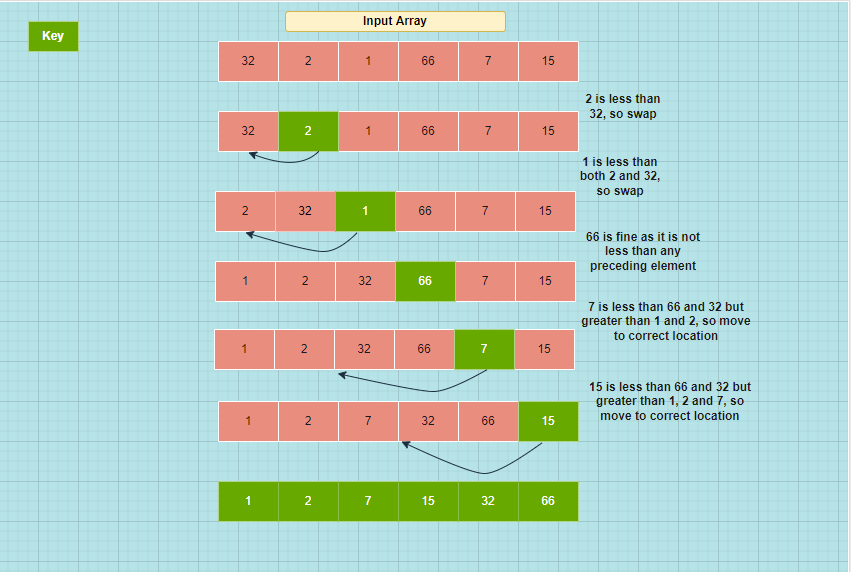 Input Array
Key
32 2 1 66 7 15
2 is less than
32, so swap
32 2 1 66 7 15
1 is less than
both 2 and 32,
so swap
2 32 1 66 7 15
66 is fine as it is not
less than any
preceding element
1 2 32 66 7 15
7 is less than 66 and 32 but
greater than 1 and 2, so move
to correct location
1 2 32 66 7 15
15 is less than 66 and 32 but
greater than 1, 2 and 7, so
move to correct location
1 2 7 32 66 15
1 2 7 15 32 66